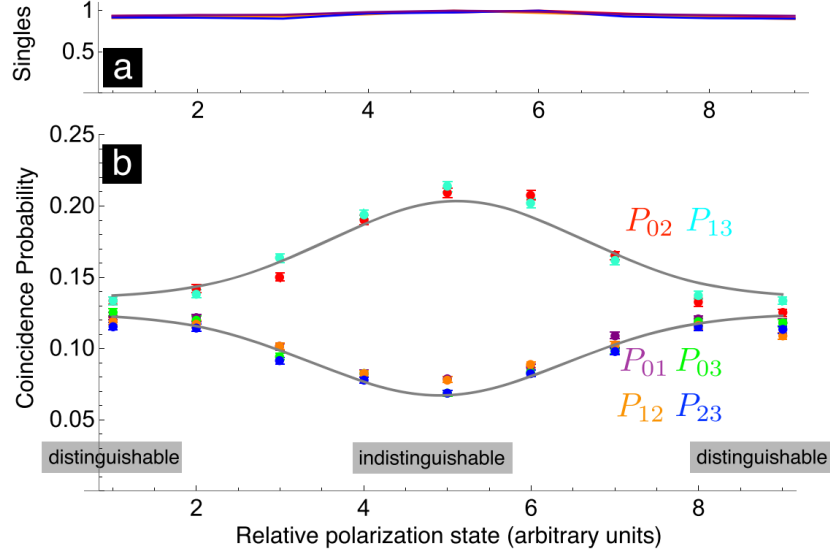 Singles
1
0.5
a
2
4
6
8
b
Coincidence Probability
0.25
0.20
0.15
0.10
0.05
P02 P13
P01 P03
P12 P23
distinguishable
indistinguishable
distinguishable
2
4
6
8
Relative polarization state (arbitrary units)